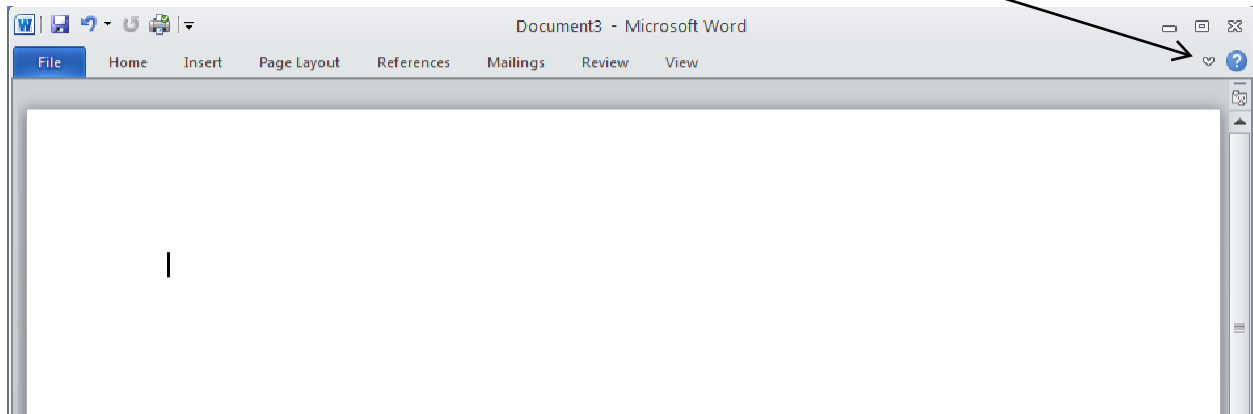 W Document3 - Microsoft Word
File Home Insert Page Layout References Mailings Review View ?